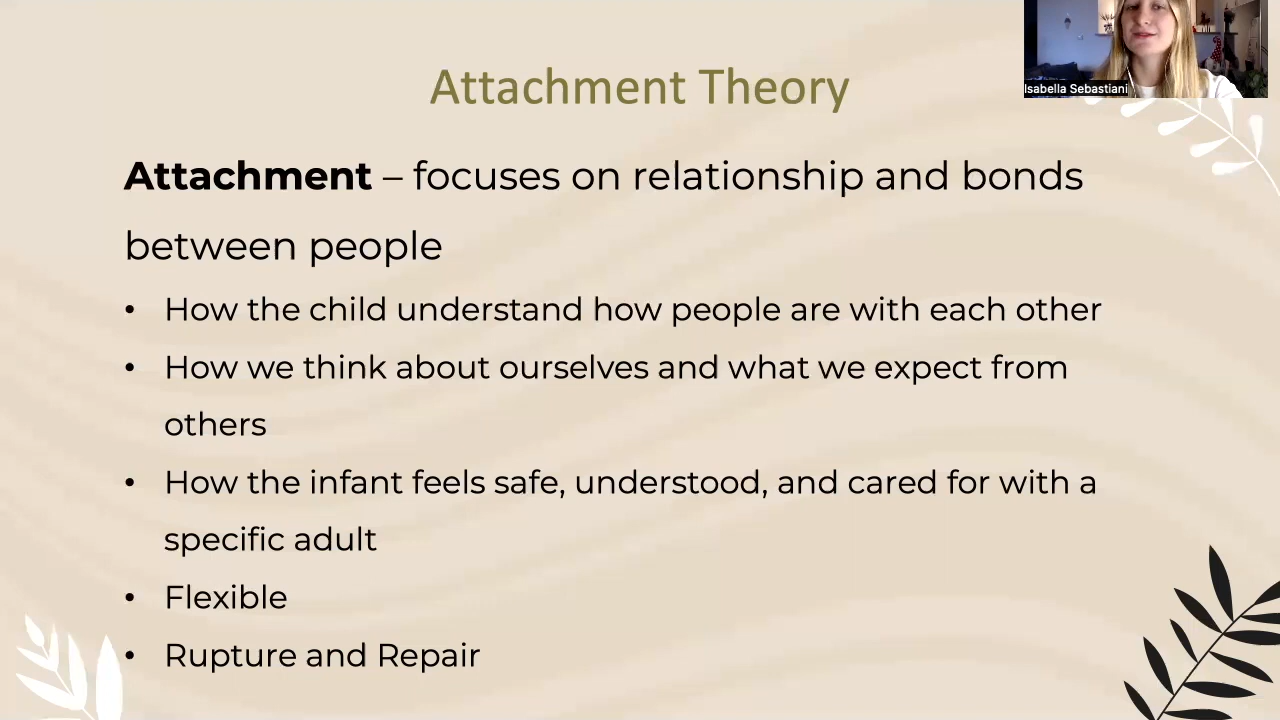 Attachment Theory
Isabella Sebastiani
Attachment – focuses on relationship and bonds
between people
• How the child understand how people are with each other
• How we think about ourselves and what we expect from
others
• How the infant feels safe, understood, and cared for with a
specific adult
• Flexible
• Rupture and Repair